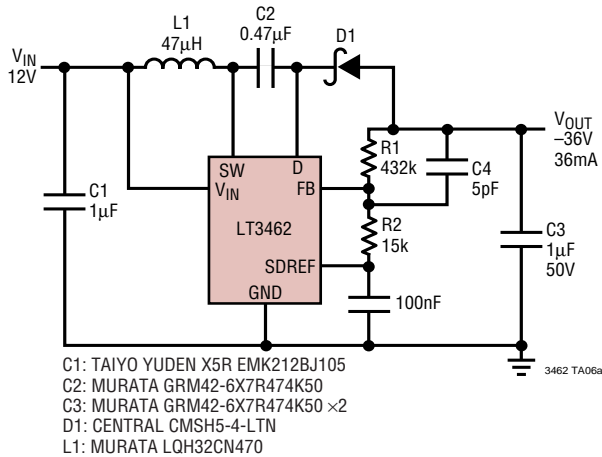 L1
47µH
C2
0.47µF
D1
VIN
12V
VOUT
–36V
36mA
R1
432k
C4
5pF
SW
D
VIN
FB
LT3462
R2
15k
SDREF
GND
C1
1µF
C3
1µF
50V
100nF
3462 TA06a
C1: TAIYO YUDEN X5R EMK212BJ105
C2: MURATA GRM42-6X7R474K50
C3: MURATA GRM42-6X7R474K50 ×2
D1: CENTRAL CMSH5-4-LTN
L1: MURATA LQH32CN470